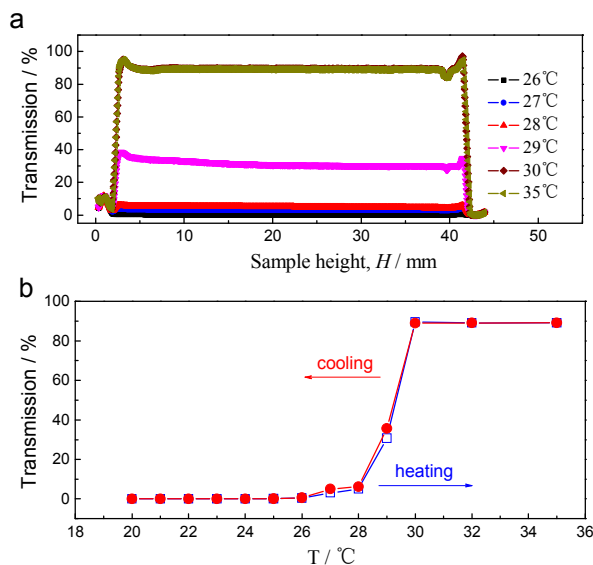 a
Transmission / %
100
80
60
40
20
0
26℃
27℃
28℃
29℃
30℃
35℃
0 10 20 30 40 50
Sample height, H / mm
b
Transmission / %
100
80
60
40
20
0
cooling
heating
18 20 22 24 26 28 30 32 34 36
T / ℃